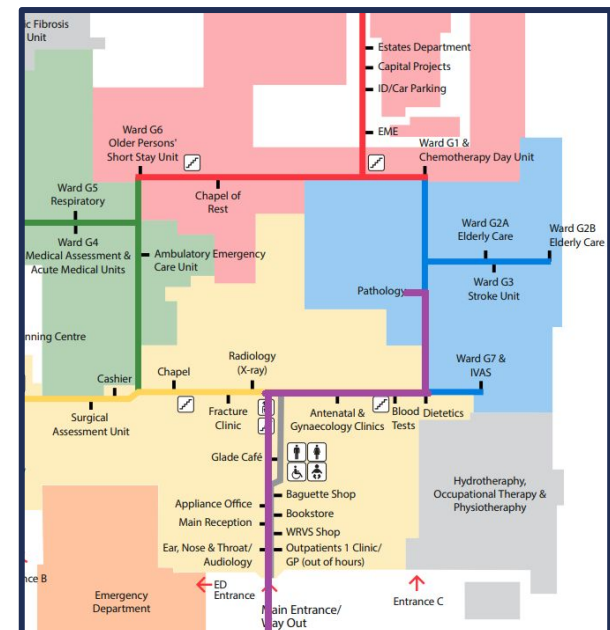 ic Fibrosis
Unit
Estates Department
Capital Projects
ID/Car Parking
EME
Ward G6
Older Persons'
Short Stay Unit
Ward G1 &
Chemotherapy Day Unit
Chapel of
Rest
Ward G5
Respiratory
Ward G4
Medical Assessment &
Acute Medical Units
Ambulatory Emergency
Care Unit
Ward G2A
Elderly Care
Ward G2B
Elderly Care
Ward G3
Stroke Unit
Pathology
nning Centre
Cashier
Chapel
Radiology
(X-ray)
Ward G7 &
IVAS
Surgical
Assessment Unit
Fracture
Clinic
Antenatal &
Gynaecology Clinics
Blood
Tests
Dietetics
Glade Café
Hydrotheraphy,
Occupational Therapy &
Physiotherapy
Appliance Office
Main Reception
Ear, Nose & Throat/
Audiology
Baguette Shop
Bookstore
WRVS Shop
Outpatients 1 Clinic/
GP (out of hours)
nce B
Emergency
Department
ED
Entrance
Main Entrance/
Way Out
Entrance C